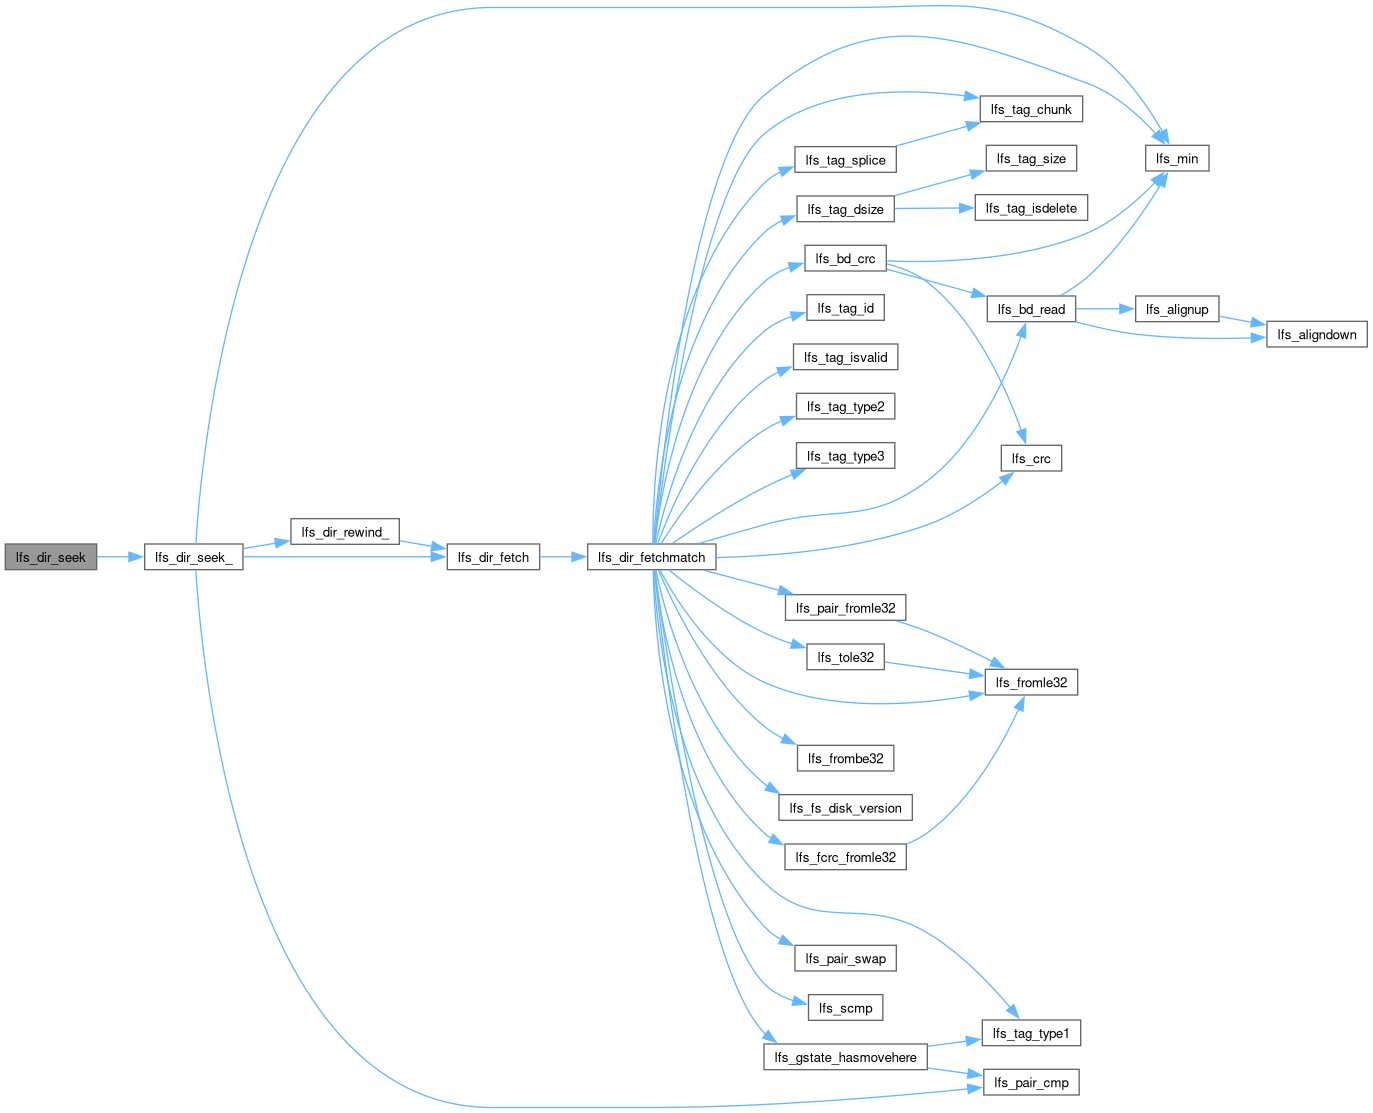 lfs_dir_seek
lfs_dir_seek_
lfs_dir_rewind_
lfs_dir_fetch
lfs_dir_fetchmatch
lfs_tag_chunk
lfs_tag_splice
lfs_tag_size
lfs_min
lfs_tag_dsize
lfs_tag_isdelete
lfs_bd_crc
lfs_tag_id
lfs_bd_read
lfs_alignup
lfs_aligndown
lfs_tag_isvalid
lfs_tag_type2
lfs_tag_type3
lfs_crc
lfs_pair_fromle32
lfs_tole32
lfs_fromle32
lfs_frombe32
lfs_fs_disk_version
lfs_fcrc_fromle32
lfs_pair_swap
lfs_scmp
lfs_tag_type1
lfs_gstate_hasmovehere
lfs_pair_cmp